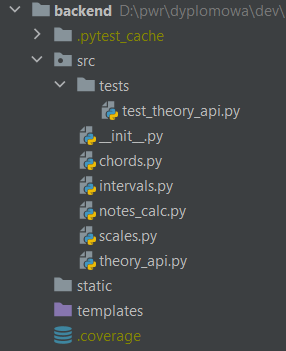 backend D:\pwr\dyplomowa\dev\
.pytest_cache
src
tests
test_theory_api.py
__init__.py
chords.py
intervals.py
notes_calc.py
scales.py
theory_api.py
static
templates
.coverage